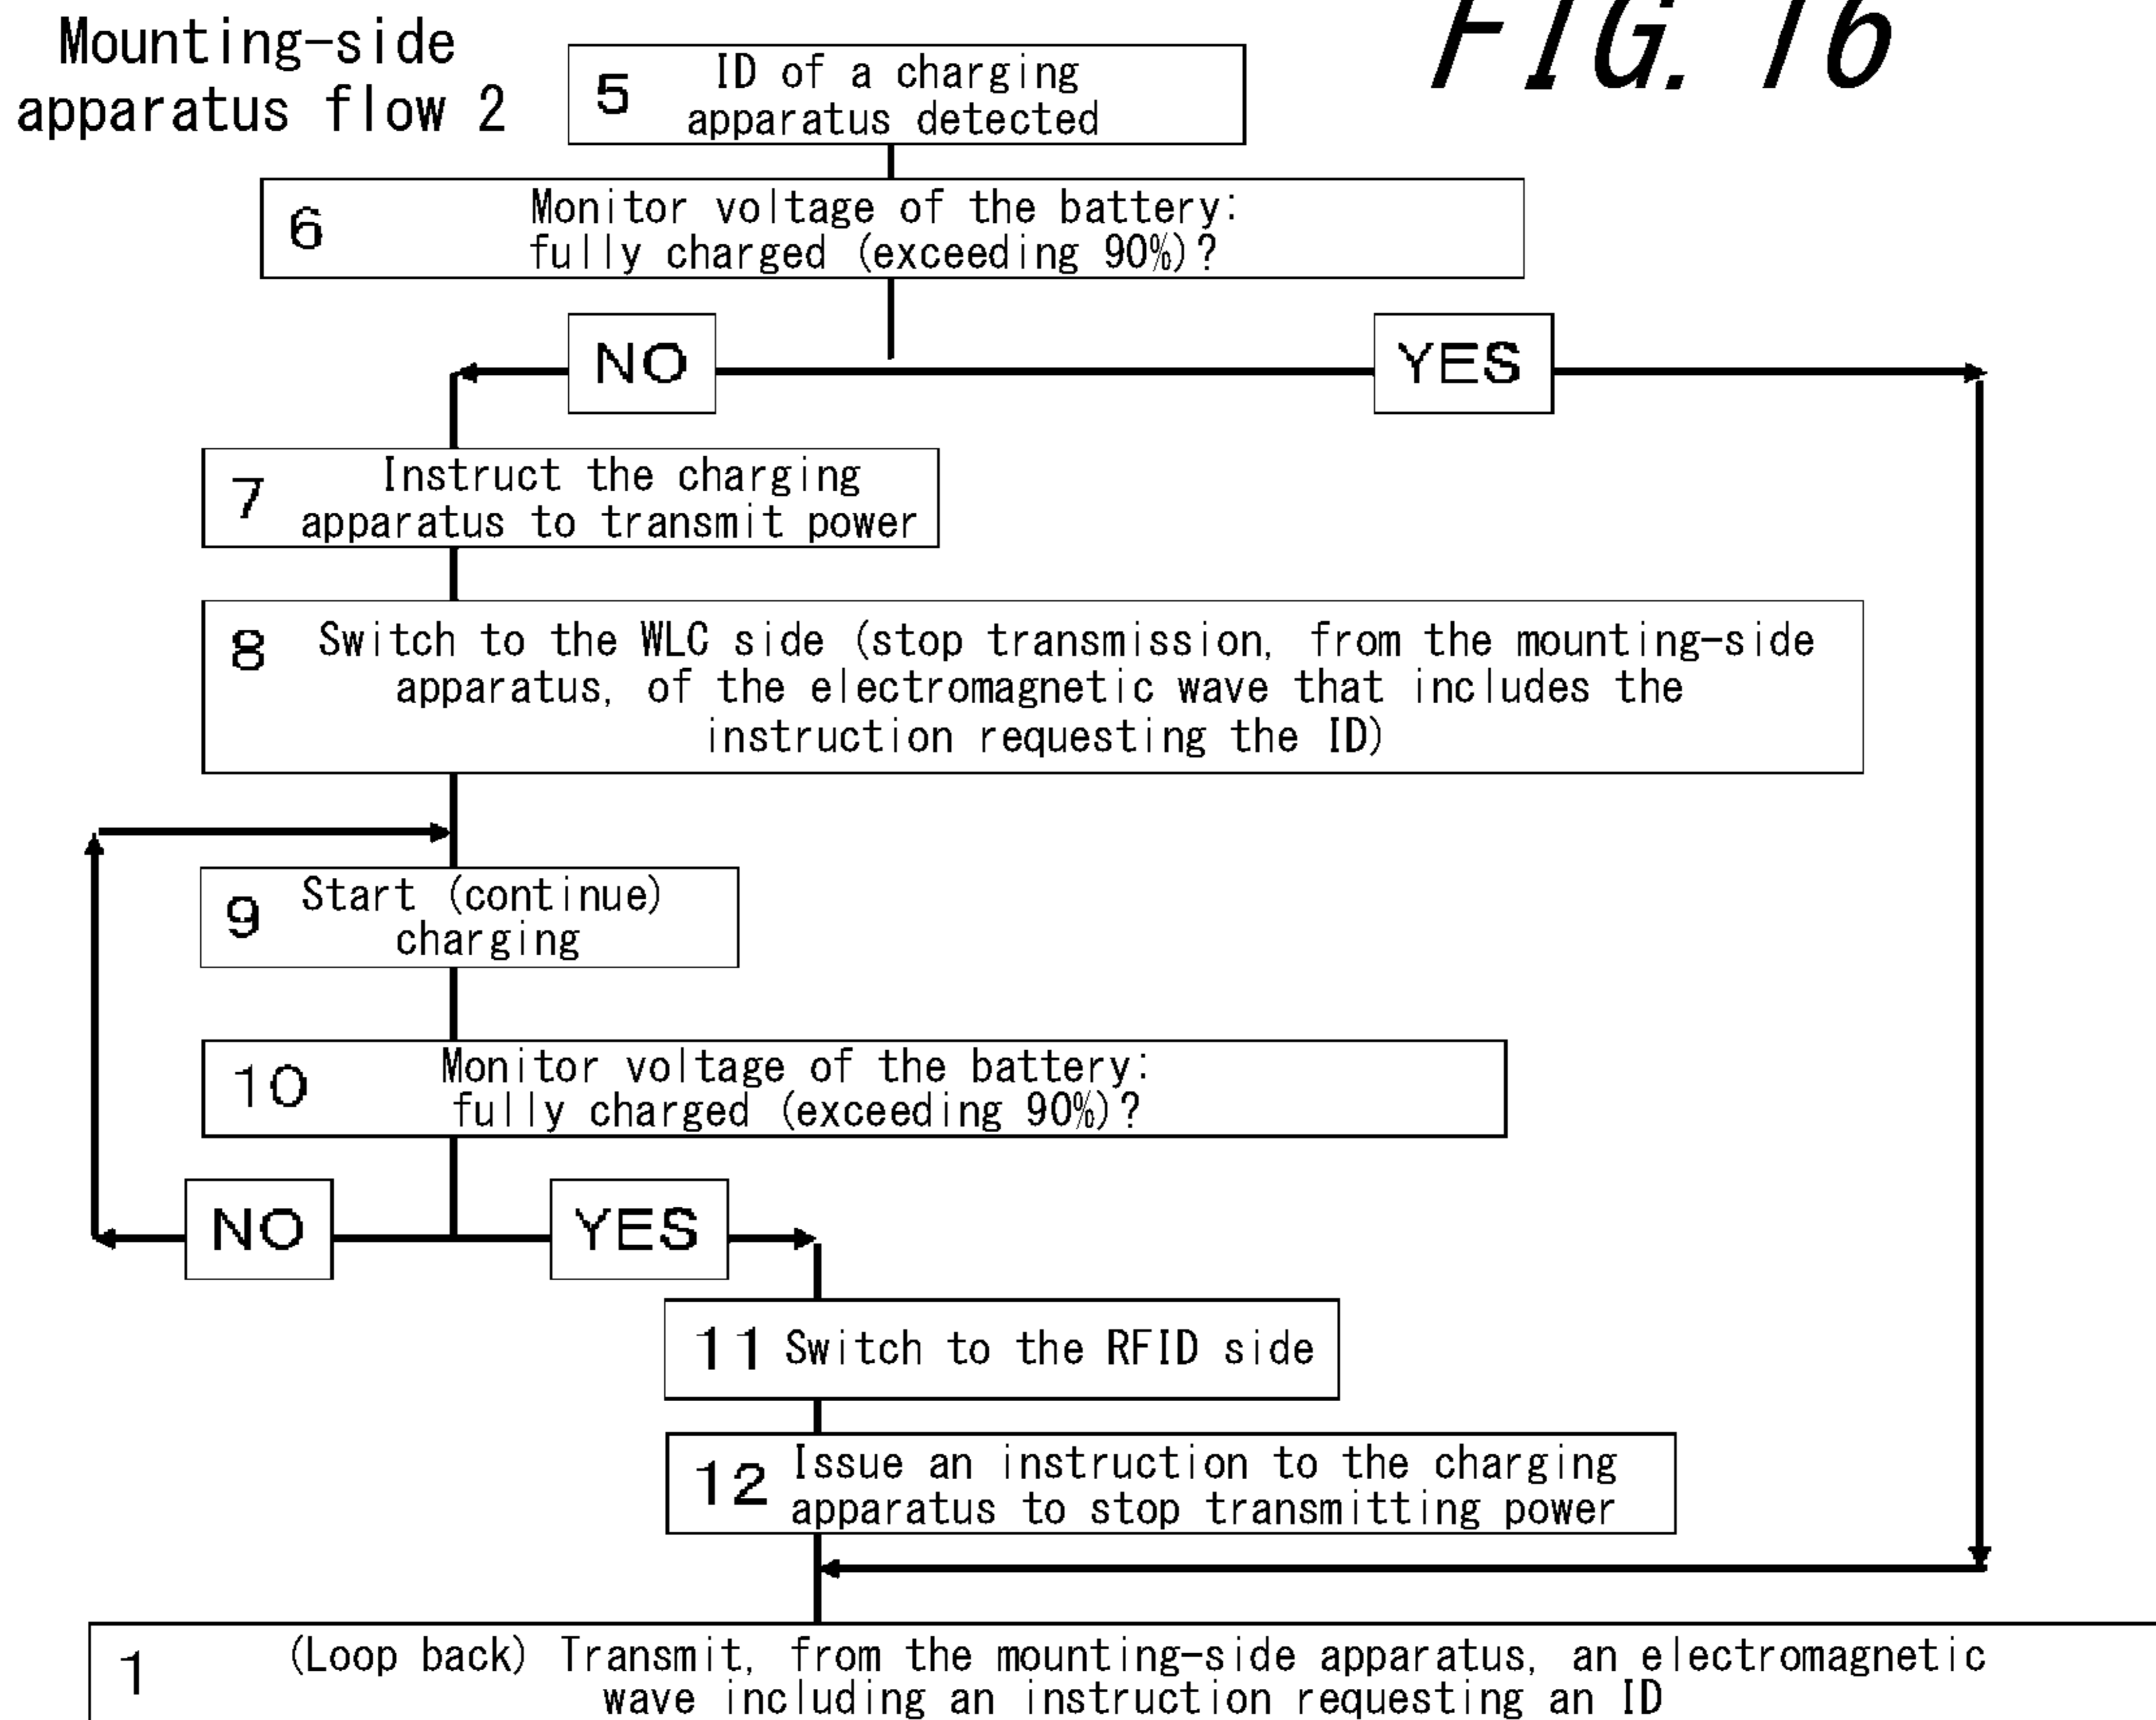 FIG. 16
Mounting-side
apparatus flow 2
5 ID of a charging
apparatus detected
6 Monitor voltage of the battery:
fully charged (exceeding 90%)?
NO
YES
7 Instruct the charging
apparatus to transmit power
8 Switch to the WLC side (stop transmission, from the mounting-side
apparatus, of the electromagnetic wave that includes the
instruction requesting the ID)
9 Start (continue)
charging
10 Monitor voltage of the battery:
fully charged (exceeding 90%)?
NO
YES
11 Switch to the RFID side
12 Issue an instruction to the charging
apparatus to stop transmitting power
1 (Loop back) Transmit, from the mounting-side apparatus, an electromagnetic
wave including an instruction requesting an ID